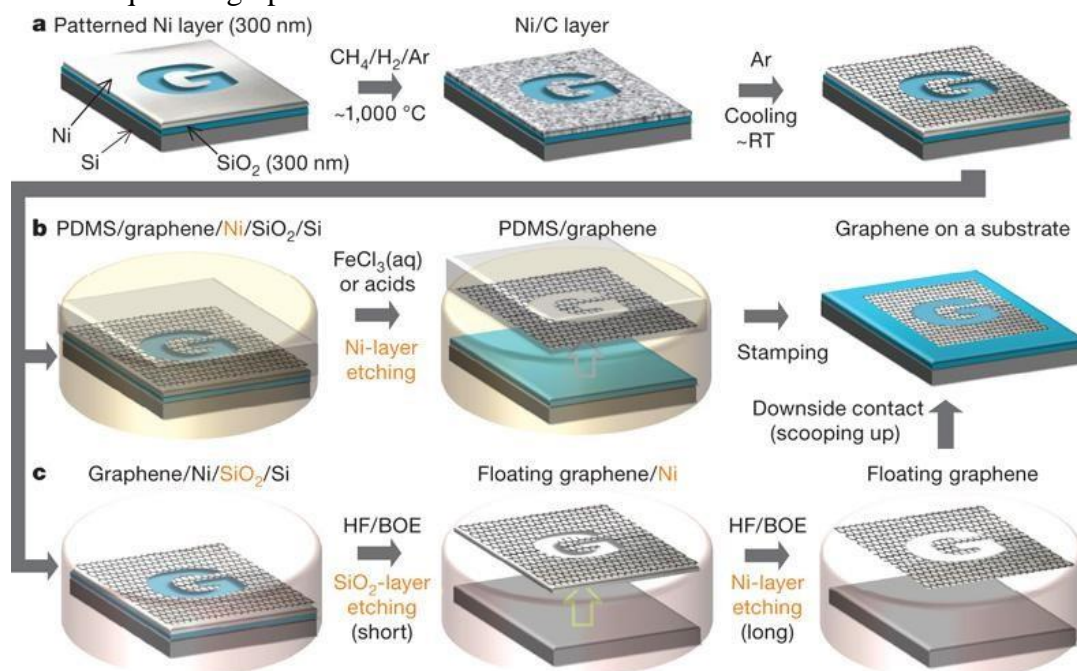 a Patterned Ni layer (300 nm)
Ni/C layer
CH₄/H₂/Ar
~1,000 °C
Ar
Cooling
~RT
Ni
Si
SiO₂ (300 nm)
G
b PDMS/graphene/Ni/SiO₂/Si
PDMS/graphene
Graphene on a substrate
FeCl₃(aq)
or acids
Ni-layer
etching
Stamping
Downside contact
(scooping up)
c Graphene/Ni/SiO₂/Si
Floating graphene/Ni
Floating graphene
HF/BOE
SiO₂-layer
etching
(short)
HF/BOE
Ni-layer
etching
(long)